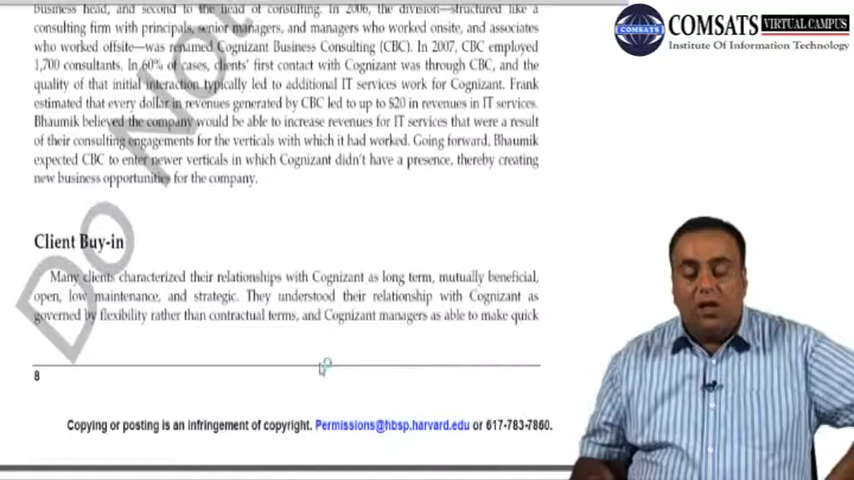 business head, and second to the head of consulting. In 2006, the division—structured like a
consulting firm with principals, senior managers, and managers who worked onsite, and associates
who worked offsite—was renamed Cognizant Business Consulting (CBC). In 2007, CBC employed
1,700 consultants. In 60% of cases, clients' first contact with Cognizant was through CBC, and the
quality of that initial interaction typically led to additional IT services work for Cognizant. Frank
estimated that every dollar in revenues generated by CBC led to up to $20 in revenues in IT services.
Bhaumik believed the company would be able to increase revenues for IT services that were a result
of their consulting engagements for the verticals with which it had worked. Going forward, Bhaumik
expected CBC to enter newer verticals in which Cognizant didn't have a presence, thereby creating
new business opportunities for the company.
Client Buy-in
Many clients characterized their relationships with Cognizant as long term, mutually beneficial,
open, low maintenance, and strategic. They understood their relationship with Cognizant as
governed by flexibility rather than contractual terms, and Cognizant managers as able to make quick
8
Copying or posting is an infringement of copyright. Permissions@hbsp.harvard.edu or 617-783-7860.
Do No
COMSATS VIRTUAL CAMPUS
Institute Of Information Technology